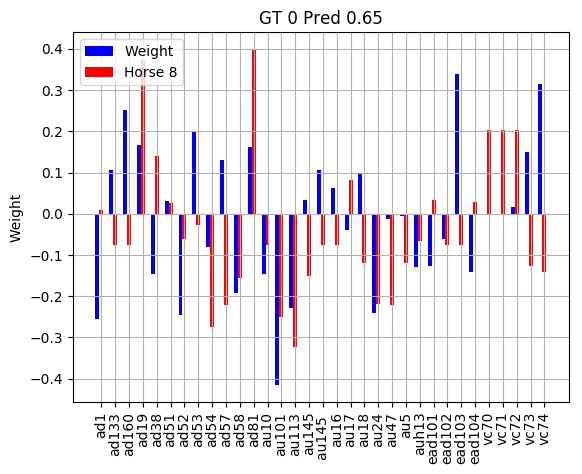 GT 0 Pred 0.65
Weight
Horse 8
Weight
0.4
0.3
0.2
0.1
0.0
−0.1
−0.2
−0.3
−0.4
ad1
ad133
ad160
ad19
ad38
ad51
ad52
ad53
ad54
ad57
ad58
ad81
au10
au101
au113
au145
au145
au16
au17
au18
au24
au47
au5
auh13
ead101
ead102
ead103
ead104
vc70
vc71
vc72
vc73
vc74